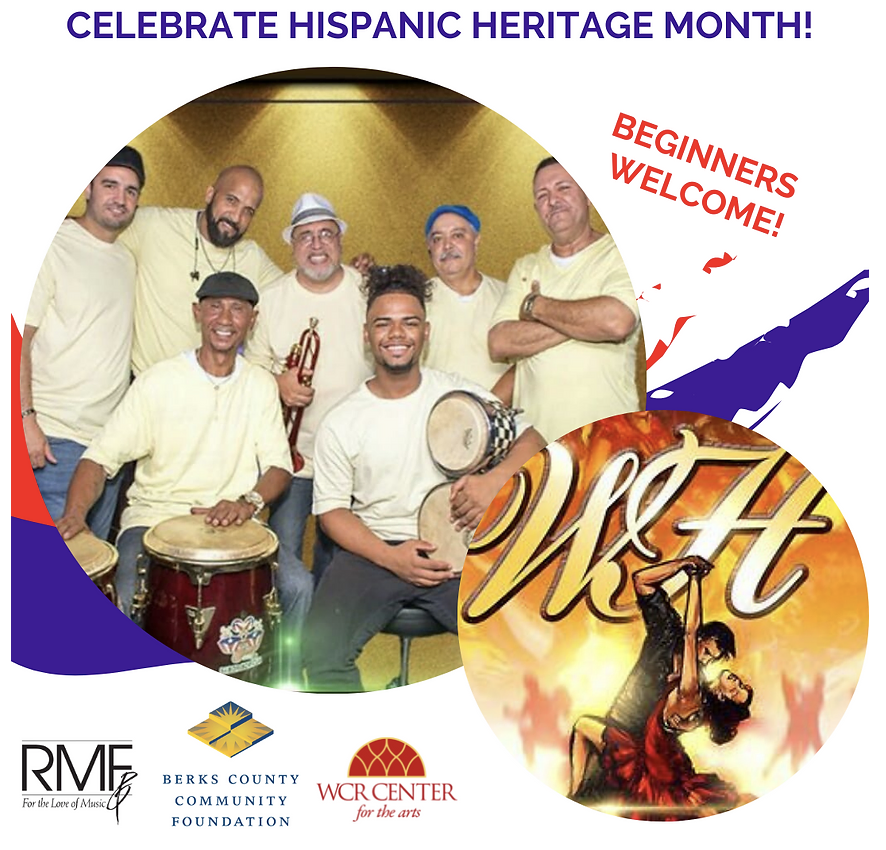 CELEBRATE HISPANIC HERITAGE MONTH!
BEGINNERS
WELCOME!
W&H
RMF
For the Love of Music
BERKS COUNTY
COMMUNITY
FOUNDATION
WCR CENTER
for the arts